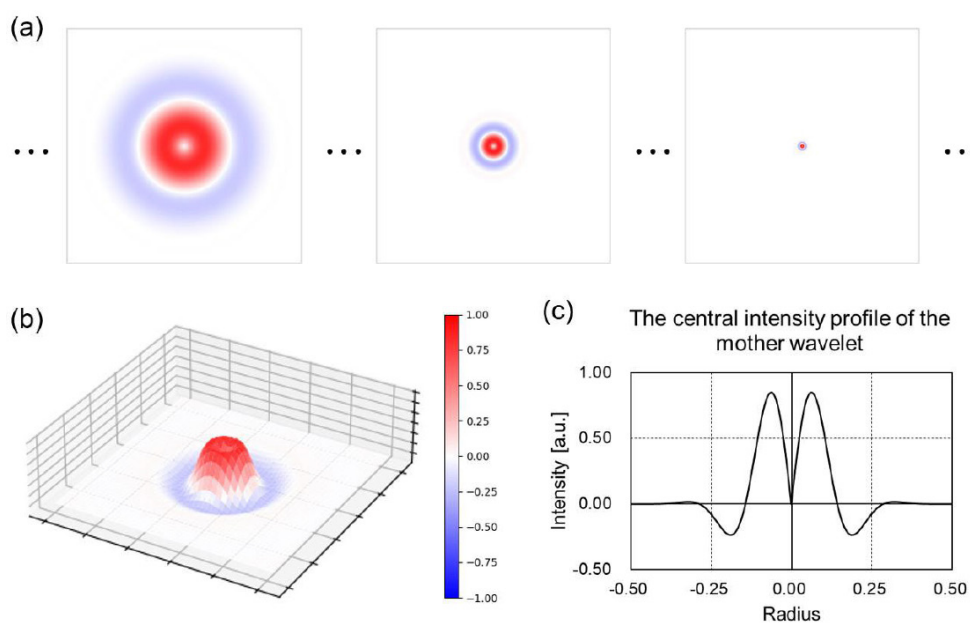 (a)
... ... ... ..
(b)
1.00
0.75
0.50
0.25
0.00
−0.25
−0.50
−0.75
−1.00
(c)
The central intensity profile of the
mother wavelet
Intensity [a.u.]
1.00
0.50
0.00
-0.50
-0.50 -0.25 0.00 0.25 0.50
Radius